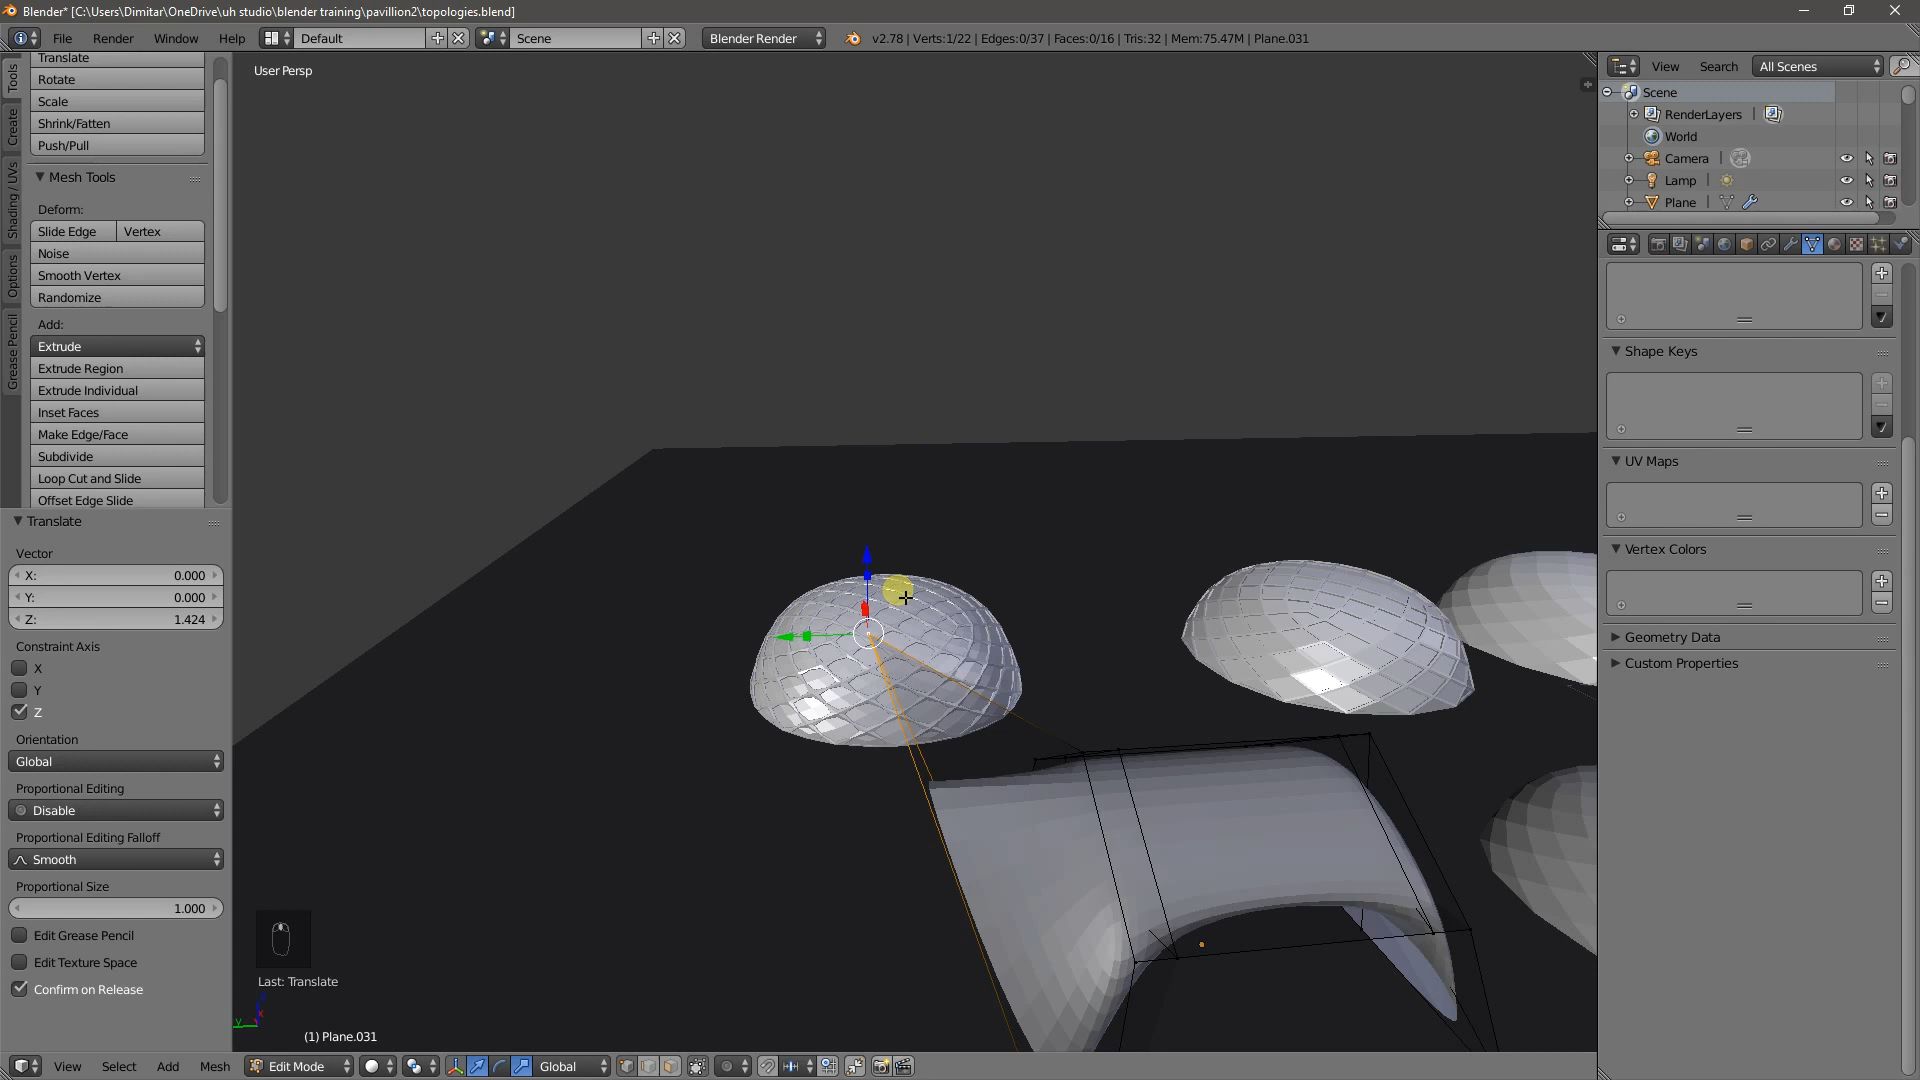 Blender* [C:\Users\Dimitar\OneDrive\uh studio\blender training\pavillion2\topologies.blend]
File Render Window Help Default Scene Blender Render v2.78 | Verts:1/22 | Edges:0/37 | Faces:0/16 | Tris:32 | Mem:75.47M | Plane.031
Tools
Create
Shading / UVs
Options
Grease Pencil
Translate
Rotate
Scale
Shrink/Fatten
Push/Pull
Mesh Tools
Deform:
Slide Edge Vertex
Noise
Smooth Vertex
Randomize
Add:
Extrude
Extrude Region
Extrude Individual
Inset Faces
Make Edge/Face
Subdivide
Loop Cut and Slide
Offset Edge Slide
Translate
Vector
X: 0.000
Y: 0.000
Z: 1.424
Constraint Axis
X
Y
Z
Orientation
Global
Proportional Editing
Disable
Proportional Editing Falloff
Smooth
Proportional Size
1.000
Edit Grease Pencil
Edit Texture Space
Confirm on Release
User Persp
Last: Translate
(1) Plane.031
View Select Add Mesh Edit Mode Global
View Search All Scenes
Scene
RenderLayers |
World
Camera |
Lamp |
Plane |
Shape Keys
UV Maps
Vertex Colors
Geometry Data
Custom Properties